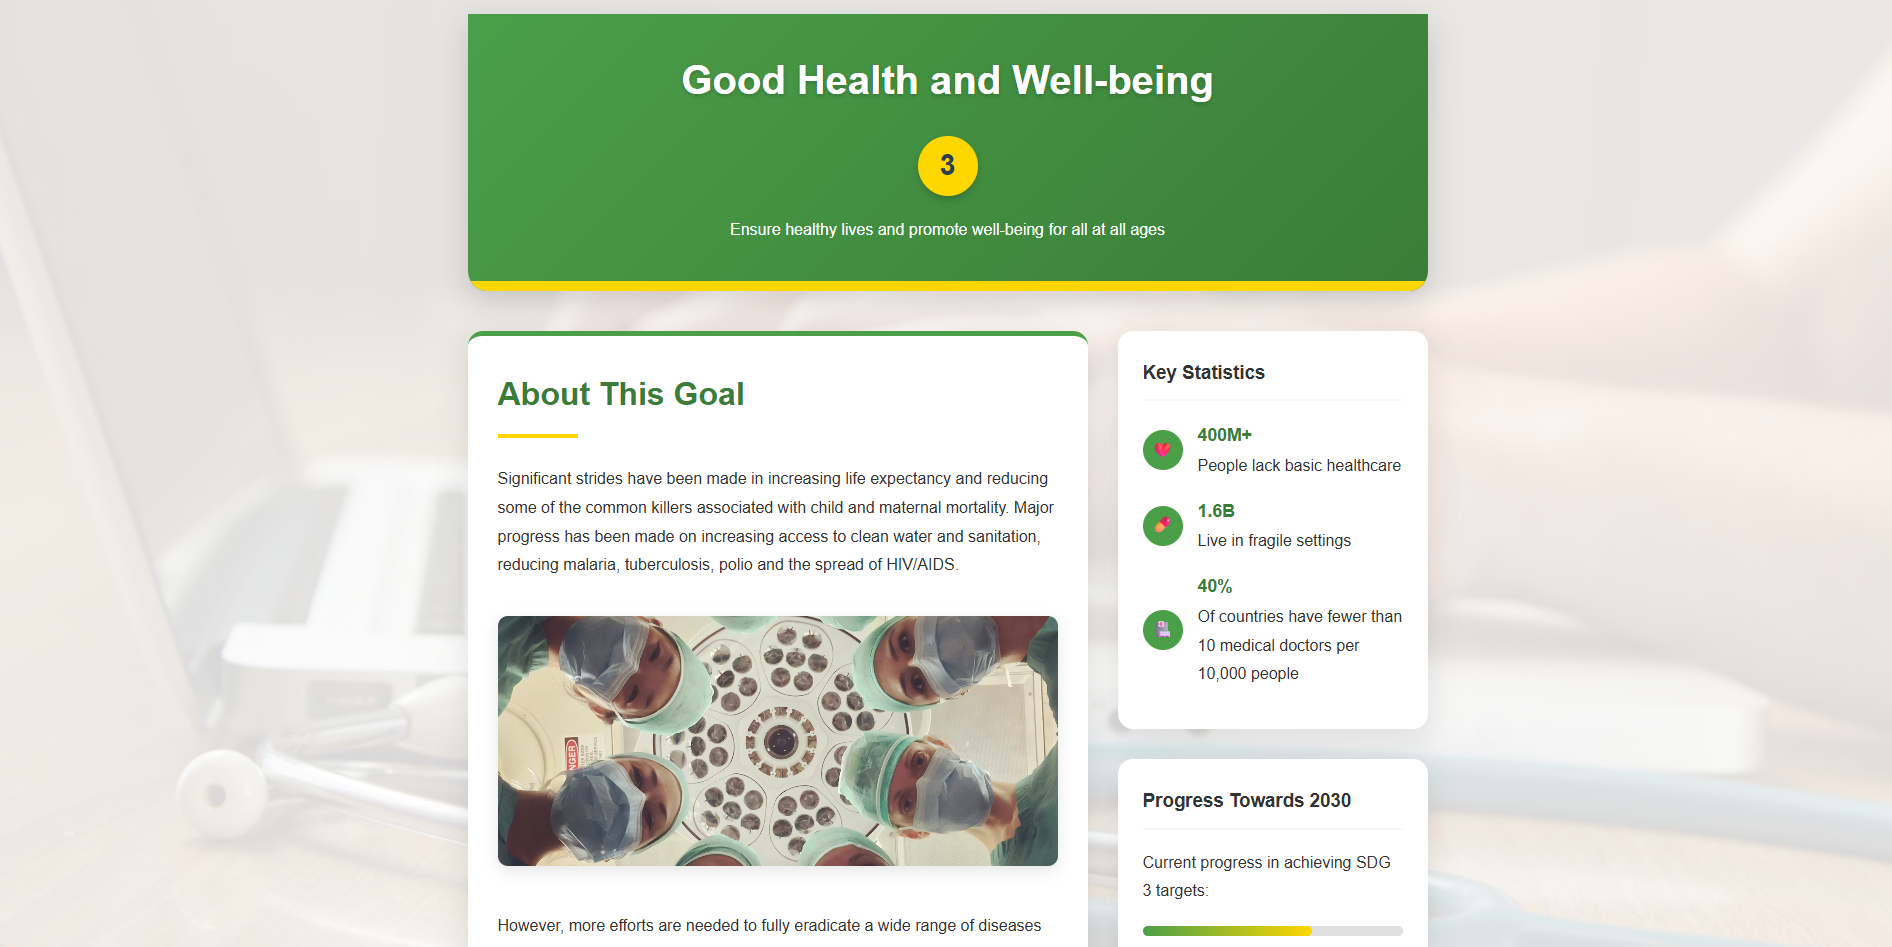 Good Health and Well-being
3
Ensure healthy lives and promote well-being for all at all ages
About This Goal
Significant strides have been made in increasing life expectancy and reducing
some of the common killers associated with child and maternal mortality. Major
progress has been made on increasing access to clean water and sanitation,
reducing malaria, tuberculosis, polio and the spread of HIV/AIDS.
However, more efforts are needed to fully eradicate a wide range of diseases
Key Statistics
400M+
People lack basic healthcare
1.6B
Live in fragile settings
40%
Of countries have fewer than
10 medical doctors per
10,000 people
Progress Towards 2030
Current progress in achieving SDG
3 targets: